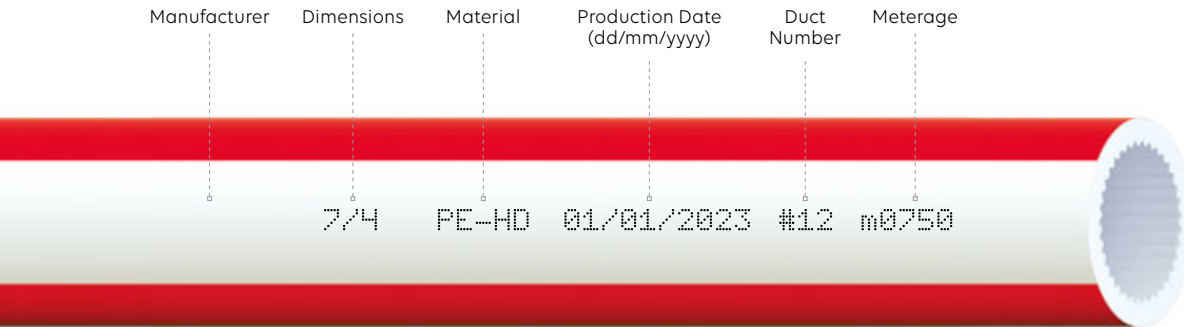 Manufacturer Dimensions Material Production Date Duct Meterage
(dd/mm/yyyy) Number
7/4 PE-HD 01/01/2023 #12 m0750